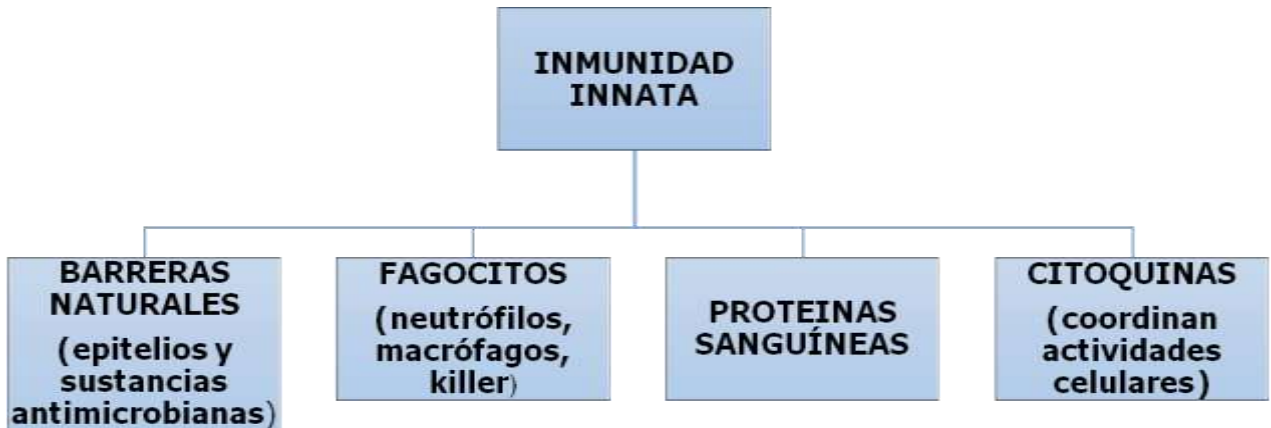 INMUNIDAD
INNATA
BARRERAS
NATURALES
(epitelios y
sustancias
antimicrobianas)
FAGOCITOS
(neutrófilos,
macrófagos,
killer)
PROTEINAS
SANGUÍNEAS
CITOQUINAS
(coordinan
actividades
celulares)